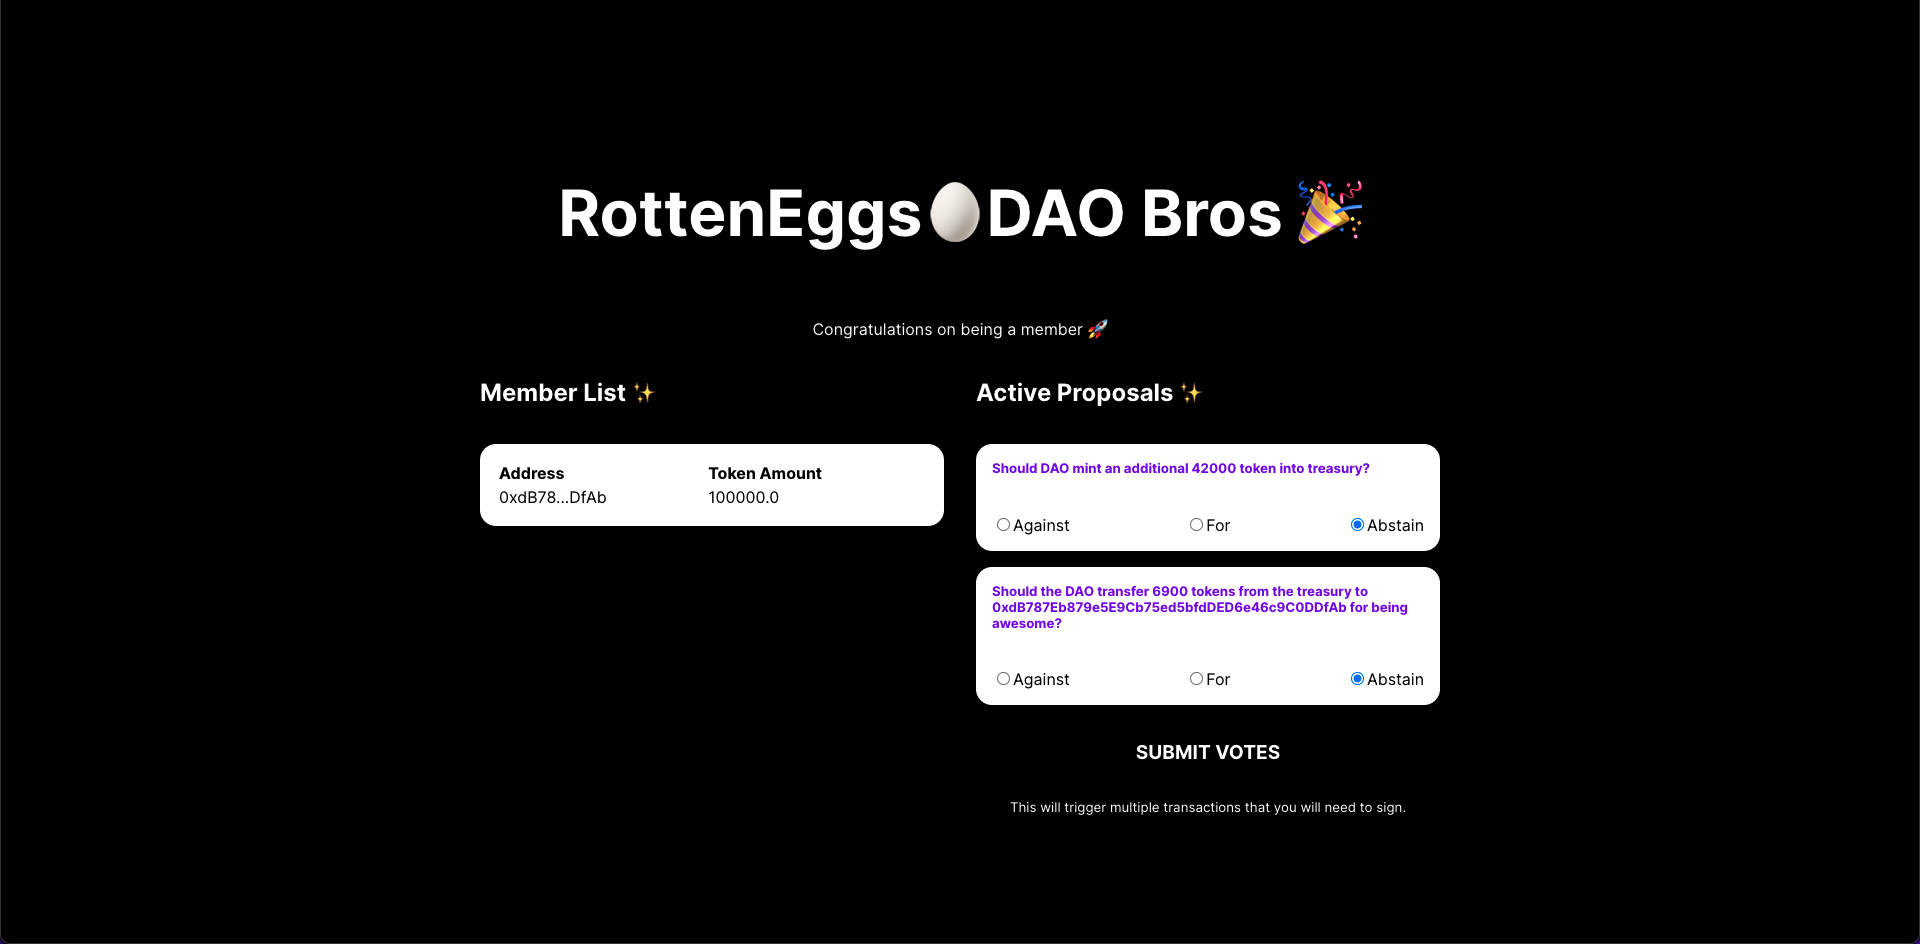 RottenEggs🥚DAO Bros 🎉
Congratulations on being a member 🚀
Member List ✨
Address Token Amount
0xdB78...DfAb 100000.0
Active Proposals ✨
Should DAO mint an additional 42000 token into treasury?
Against For Abstain
Should the DAO transfer 6900 tokens from the treasury to
0xdB787Eb879e5E9Cb75ed5bfdDED6e46c9C0DDfAb for being
awesome?
Against For Abstain
SUBMIT VOTES
This will trigger multiple transactions that you will need to sign.